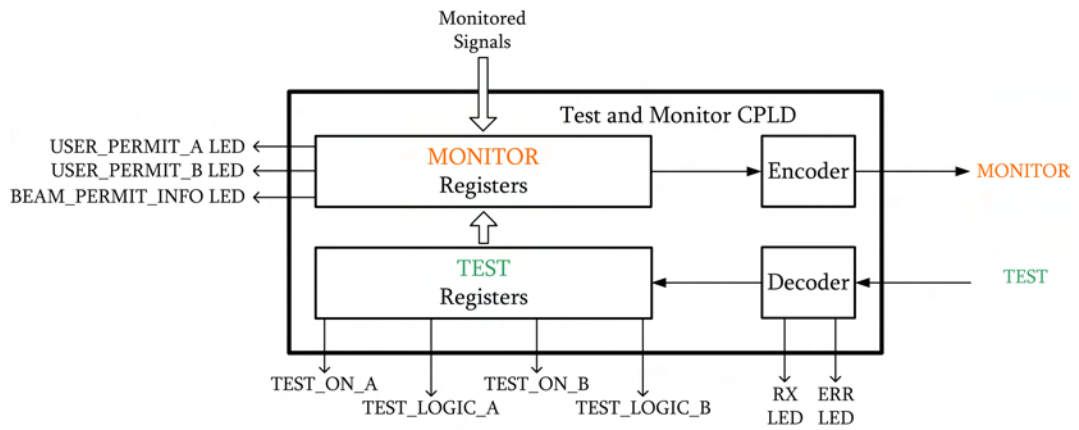 Monitored
Signals
Test and Monitor CPLD
USER_PERMIT_A LED
USER_PERMIT_B LED
BEAM_PERMIT_INFO LED
MONITOR
Registers
Encoder
MONITOR
TEST
Registers
Decoder
TEST
TEST_ON_A
TEST_LOGIC_A
TEST_ON_B
TEST_LOGIC_B
RX
LED
ERR
LED